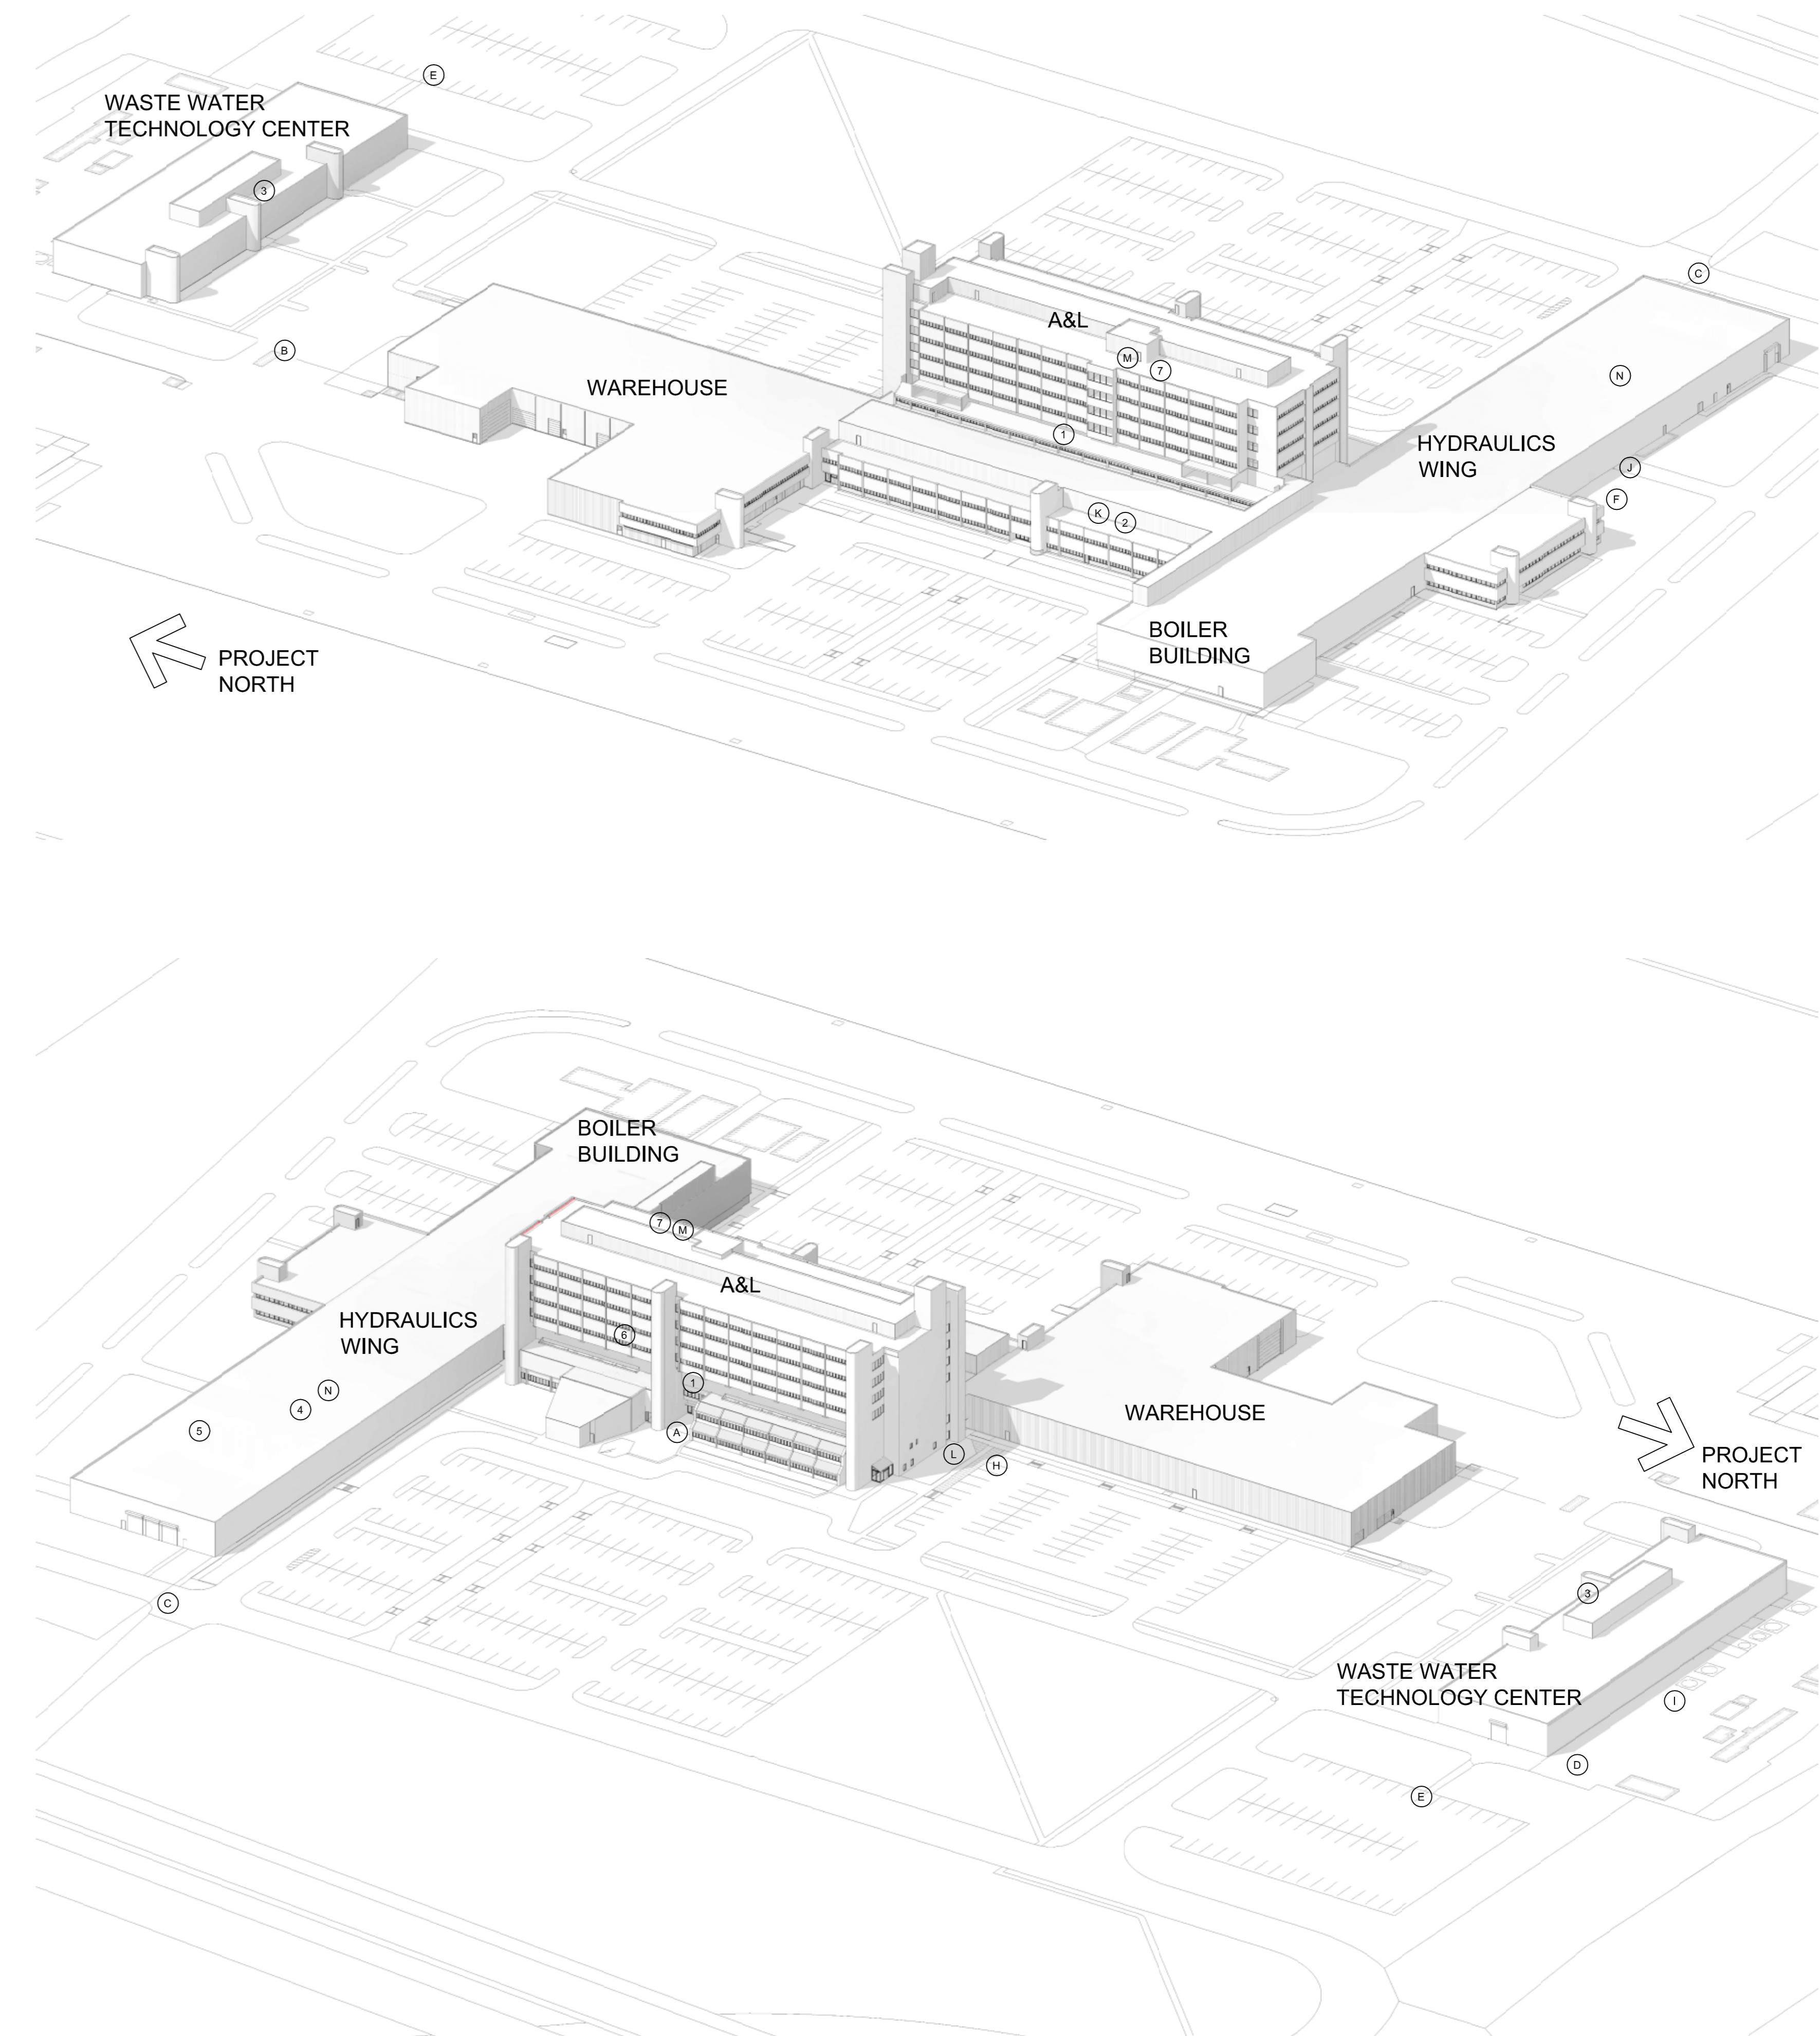 E
WASTE WATER
TECHNOLOGY CENTER
3
C
A&L
B
M
7
N
WAREHOUSE
1
HYDRAULICS
WING
J
F
K
2
BOILER
BUILDING
PROJECT
NORTH
BOILER
BUILDING
7
M
A&L
HYDRAULICS
WING
6
1
N
4
5
A
WAREHOUSE
L
H
PROJECT
NORTH
C
3
WASTE WATER
TECHNOLOGY CENTER
I
D
E